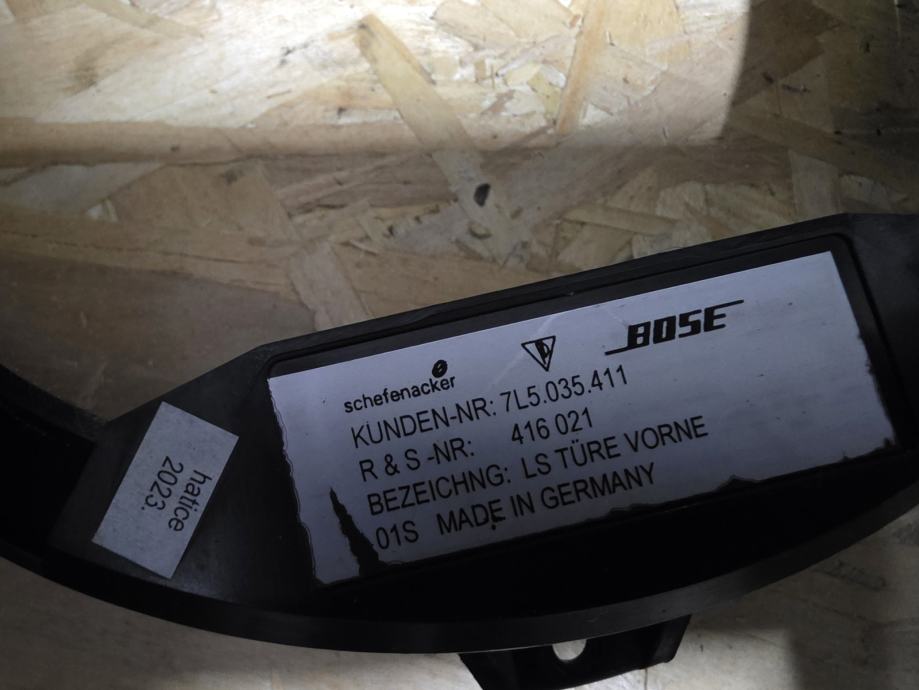 schefenacker
BOSE
KUNDEN-NR: 7L5.035.411
R & S -NR: 416 021
BEZEICHNG: LS TÜRE VORNE
01S MADE IN GERMANY
hatice
2023.